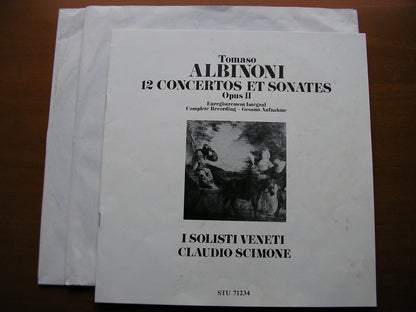 Tomaso
ALBINONI
12 CONCERTOS ET SONATES
Opus II
Enregistrement Intégral
Complete Recording - Gesamt Aufnahme
I SOLISTI VENETI
CLAUDIO SCIMONE
STU 71234